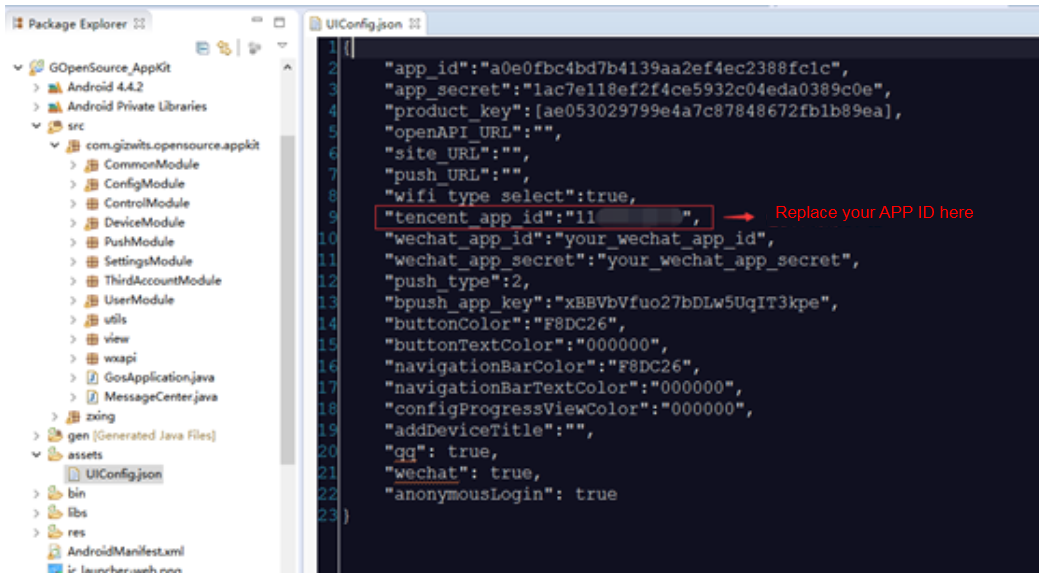 Package Explorer
GOpenSource_AppKit
Android 4.4.2
Android Private Libraries
src
com.gizwits.opensource.appkit
CommonModule
ConfigModule
ControlModule
DeviceModule
PushModule
SettingsModule
ThirdAccountModule
UserModule
utils
view
wxapi
GosApplication.java
MessageCenter.java
zxing
gen [Generated Java Files]
assets
UIConfig.json
bin
libs
res
AndroidManifest.xml
ic_launcher-web.png
UIConfig.json
1 {
2 "app_id":"a0e0fbc4bd7b4139aa2ef4ec2388fc1c",
3 "app_secret":"1ac7e118ef2f4ce5932c04eda0389c0e",
4 "product_key":[ae053029799e4a7c87848672fb1b89ea],
5 "openAPI_URL":"",
6 "site_URL":"",
7 "push_URL":"",
8 "wifi_type_select":true,
9 "tencent_app_id":"11 ",
Replace your APP ID here
10 "wechat_app_id":"your_wechat_app_id",
11 "wechat_app_secret":"your_wechat_app_secret",
12 "push_type":2,
13 "bpush_app_key":"xBBVbVfuo27bDLw5UqIT3kpe",
14 "buttonColor":"F8DC26",
15 "buttonTextColor":"000000",
16 "navigationBarColor":"F8DC26",
17 "navigationBarTextColor":"000000",
18 "configProgressViewColor":"000000",
19 "addDeviceTitle":"",
20 "qq": true,
21 "wechat": true,
22 "anonymousLogin": true
23 }